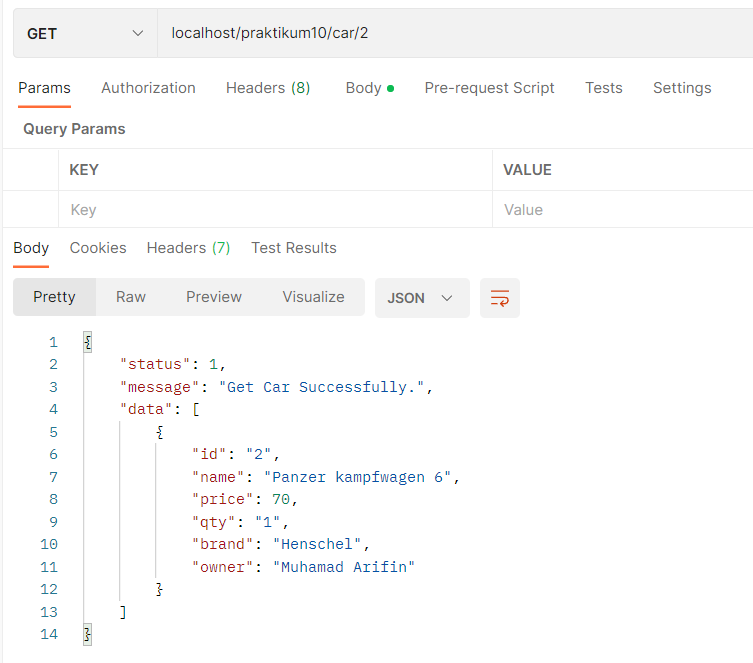 GET localhost/praktikum10/car/2
Params Authorization Headers (8) Body Pre-request Script Tests Settings
Query Params
KEY VALUE
Key Value
Body Cookies Headers (7) Test Results
Pretty Raw Preview Visualize JSON
1 {
2 "status": 1,
3 "message": "Get Car Successfully.",
4 "data": [
5 {
6 "id": "2",
7 "name": "Panzer kampfwagen 6",
8 "price": 70,
9 "qty": "1",
10 "brand": "Henschel",
11 "owner": "Muhamad Arifin"
12 }
13 ]
14 }